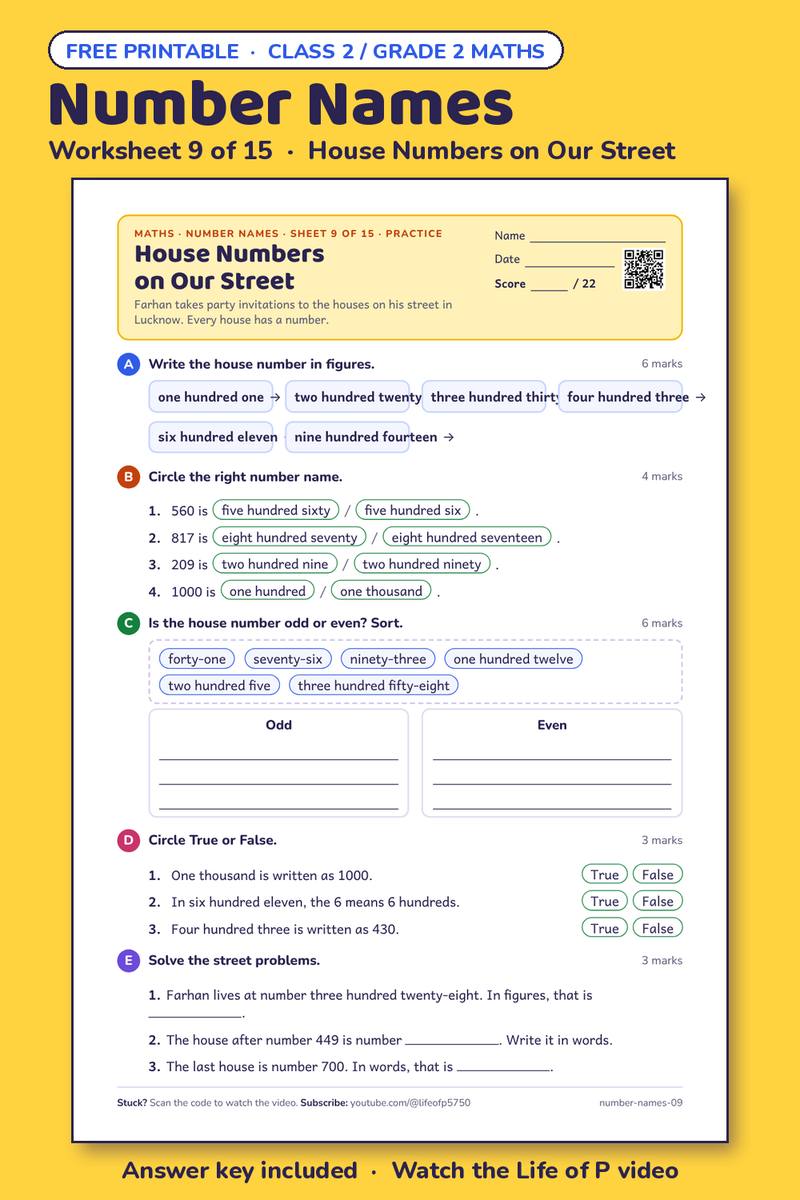 FREE PRINTABLE · CLASS 2 / GRADE 2 MATHS
Number Names
Worksheet 9 of 15 · House Numbers on Our Street
MATHS · NUMBER NAMES · SHEET 9 OF 15 · PRACTICE
House Numbers
on Our Street
Farhan takes party invitations to the houses on his street in
Lucknow. Every house has a number.
Name
Date
Score ______ / 22
A Write the house number in figures. 6 marks
one hundred one → two hundred twenty three hundred thirty four hundred three →
six hundred eleven nine hundred fourteen →
B Circle the right number name. 4 marks
1. 560 is five hundred sixty / five hundred six .
2. 817 is eight hundred seventy / eight hundred seventeen .
3. 209 is two hundred nine / two hundred ninety .
4. 1000 is one hundred / one thousand .
C Is the house number odd or even? Sort. 6 marks
forty-one seventy-six ninety-three one hundred twelve
two hundred five three hundred fifty-eight
Odd Even
D Circle True or False. 3 marks
1. One thousand is written as 1000. True False
2. In six hundred eleven, the 6 means 6 hundreds. True False
3. Four hundred three is written as 430. True False
E Solve the street problems. 3 marks
1. Farhan lives at number three hundred twenty-eight. In figures, that is
______________.
2. The house after number 449 is number ______________. Write it in words.
3. The last house is number 700. In words, that is ______________.
Stuck? Scan the code to watch the video. Subscribe: youtube.com/@lifeofp5750 number-names-09
Answer key included · Watch the Life of P video